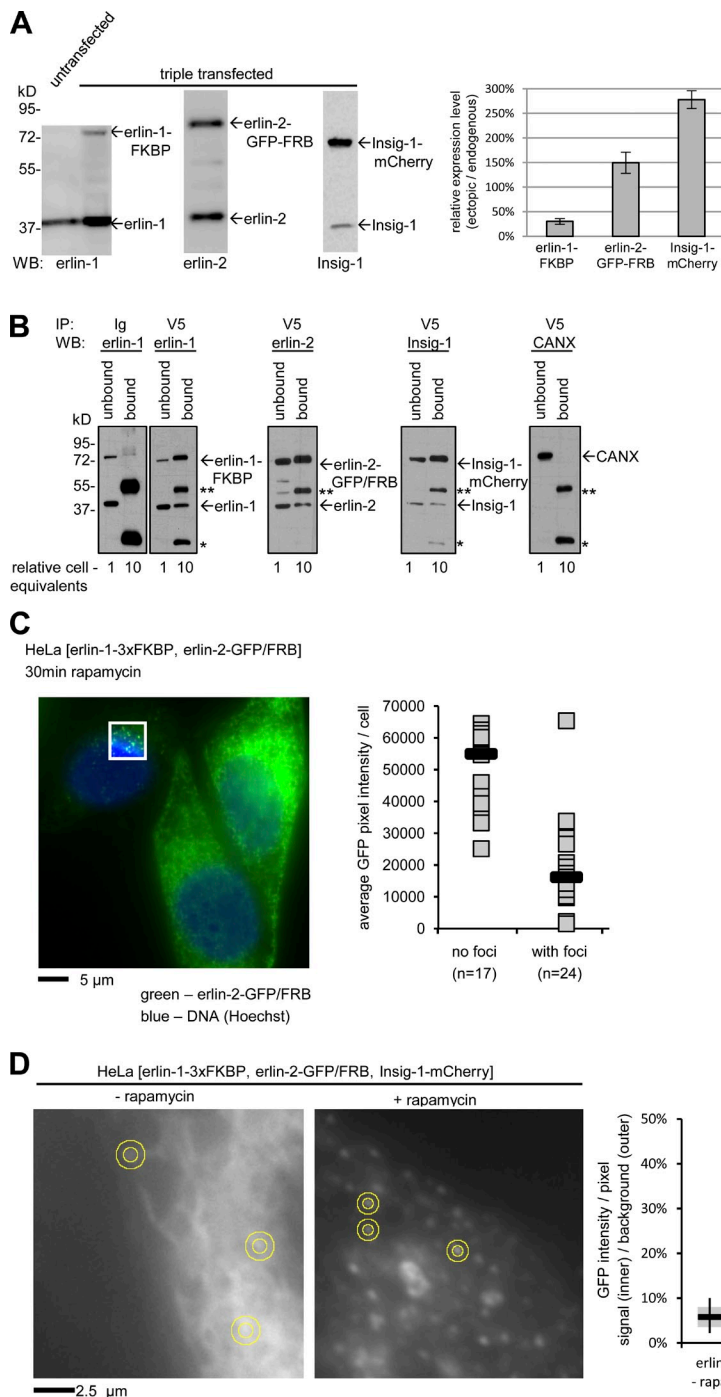 A
untransfected
triple transfected
kD
95-
72-
55-
37-
erlin-1-
FKBP
erlin-1
erlin-2-
GFP-FRB
erlin-2
Insig-1-
mCherry
Insig-1
WB: erlin-1 erlin-2 Insig-1
relative expression level
(ectopic / endogenous)
300%
250%
200%
150%
100%
50%
0%
erlin-1-
FKBP
erlin-2-
GFP-FRB
Insig-1-
mCherry
B
IP: Ig V5 V5 V5 V5
WB: erlin-1 erlin-1 erlin-2 Insig-1 CANX
unbound bound unbound bound unbound bound unbound bound unbound bound
kD
95-
72-
55-
37-
erlin-1-
FKBP
**
erlin-1
*
erlin-2-
GFP/FRB
**
erlin-2
Insig-1-
mCherry
**
Insig-1
*
CANX
**
*
relative cell -
equivalents
1 10 1 10 1 10 1 10 1 10
C
HeLa [erlin-1-3xFKBP, erlin-2-GFP/FRB]
30min rapamycin
5 µm
green – erlin-2-GFP/FRB
blue – DNA (Hoechst)
average GFP pixel intensity / cell
70000
60000
50000
40000
30000
20000
10000
0
no foci
(n=17)
with foci
(n=24)
D
HeLa [erlin-1-3xFKBP, erlin-2-GFP/FRB, Insig-1-mCherry]
- rapamycin
+ rapamycin
2.5 µm
GFP intensity / pixel
signal (inner) / background (outer)
50%
40%
30%
20%
10%
0%
erlin
- rap